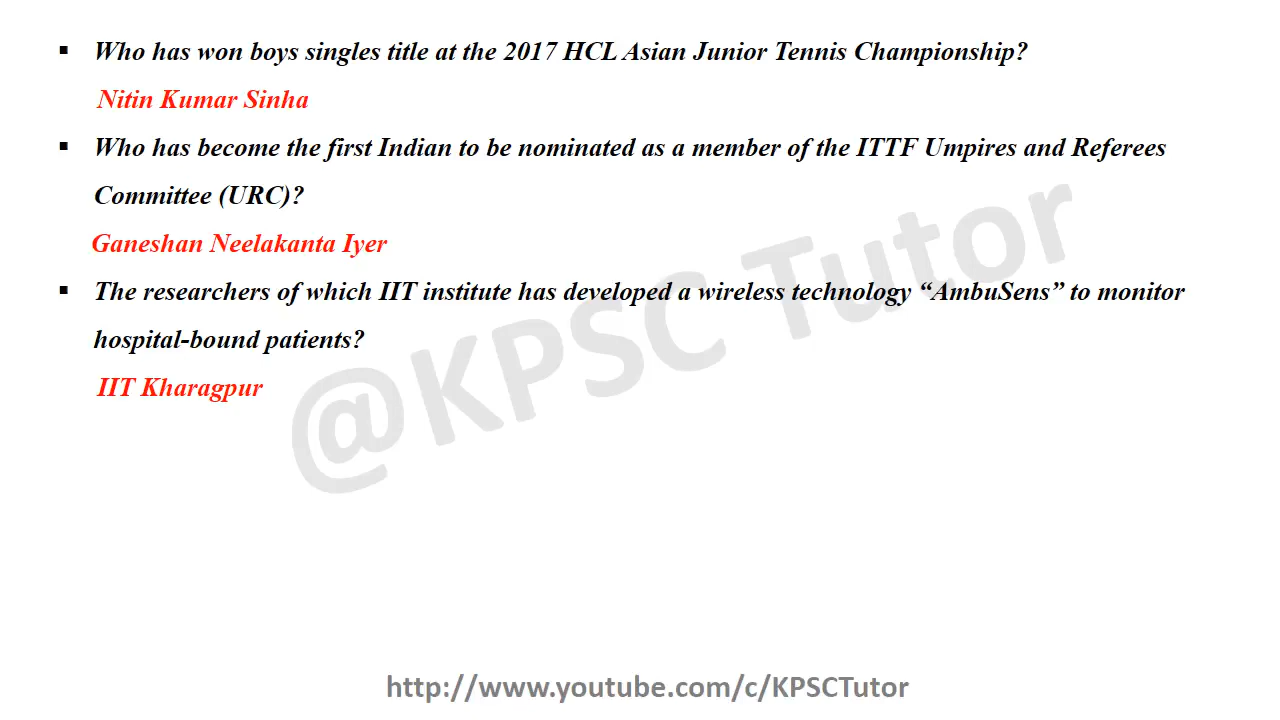 ▪ Who has won boys singles title at the 2017 HCL Asian Junior Tennis Championship?
Nitin Kumar Sinha
▪ Who has become the first Indian to be nominated as a member of the ITTF Umpires and Referees
Committee (URC)?
Ganeshan Neelakanta Iyer
▪ The researchers of which IIT institute has developed a wireless technology “AmbuSens” to monitor
hospital-bound patients?
IIT Kharagpur
@KPSC Tutor
http://www.youtube.com/c/KPSCTutor